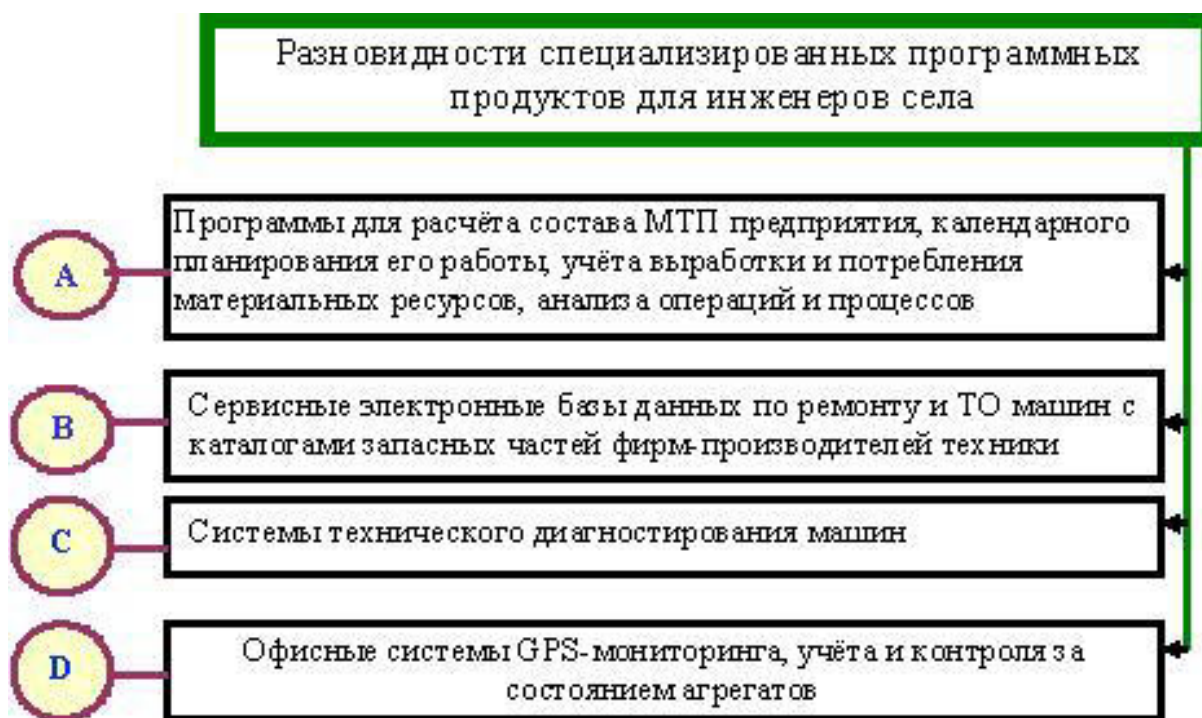 Разновидности специализированных программных
продуктов для инженеров села
A
Программы для расчёта состава МТП предприятия, календарного
планирования его работы, учёта выработки и потребления
материальных ресурсов, анализа операций и процессов
B
Сервисные электронные базы данных по ремонту и ТО машин с
каталогами запасных частей фирм-производителей техники
C
Системы технического диагностирования машин
D
Офисные системы GPS-мониторинга, учёта и контроля за
состоянием агрегатов